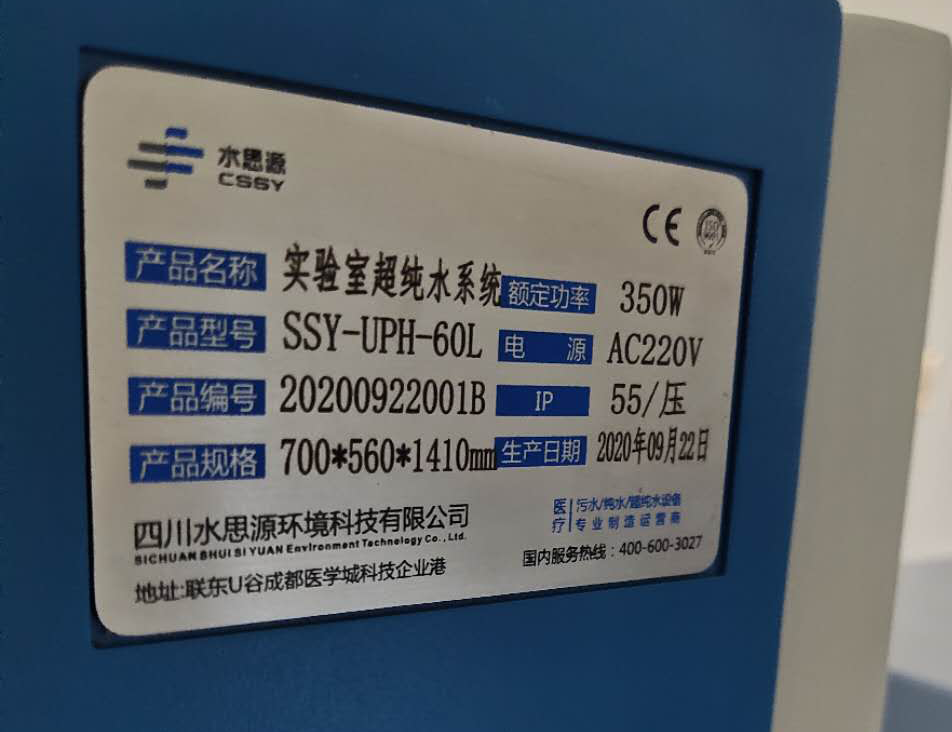 水思源
CSSY
CE ISO 9001
产品名称 实验室超纯水系统 额定功率 350W
产品型号 SSY-UPH-60L 电 源 AC220V
产品编号 20200922001B IP 55/压
产品规格 700*560*1410mm 生产日期 2020年09月22日
四川水思源环境科技有限公司
SICHUAN SHUI SI YUAN Environment Technology Co., Ltd.
地址:联东U谷成都医学城科技企业港
医疗 污水/纯水/超纯水设备
专业制造运营商
国内服务热线：400-600-3027